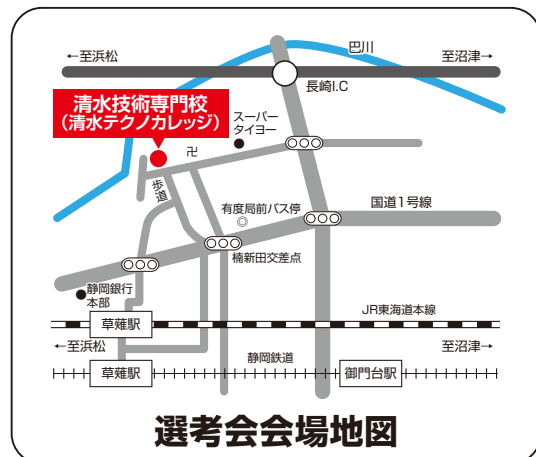 ←至浜松
巴川
至沼津→
長崎I.C
清水技術専門校
（清水テクノカレッジ）
スーパー
タイヨー
卍
歩道
有度局前バス停
国道1号線
楠新田交差点
静岡銀行
本部
JR東海道本線
草薙駅
←至浜松
至沼津→
静岡鉄道
草薙駅
御門台駅
選考会会場地図